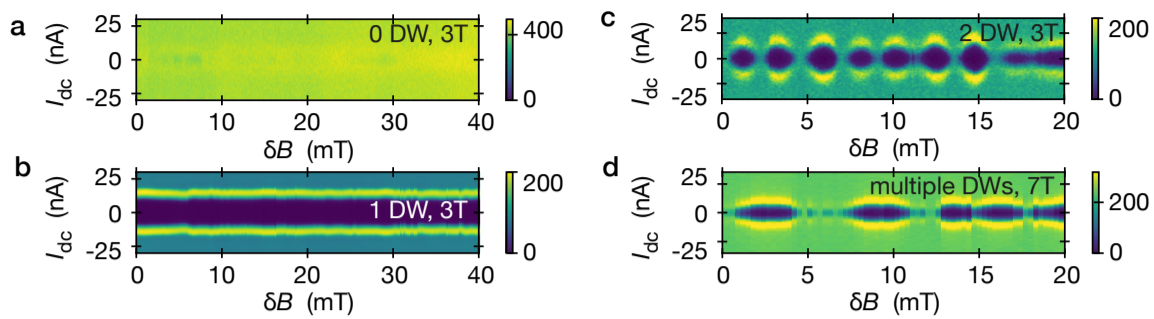 a
I_dc (nA)
25
0
-25
0 DW, 3T
400
0
0 10 20 30 40
δB (mT)
b
I_dc (nA)
25
0
-25
1 DW, 3T
200
0
0 10 20 30 40
δB (mT)
c
I_dc (nA)
25
0
-25
2 DW, 3T
200
0
0 5 10 15 20
δB (mT)
d
I_dc (nA)
25
0
-25
multiple DWs, 7T
200
0
0 5 10 15 20
δB (mT)